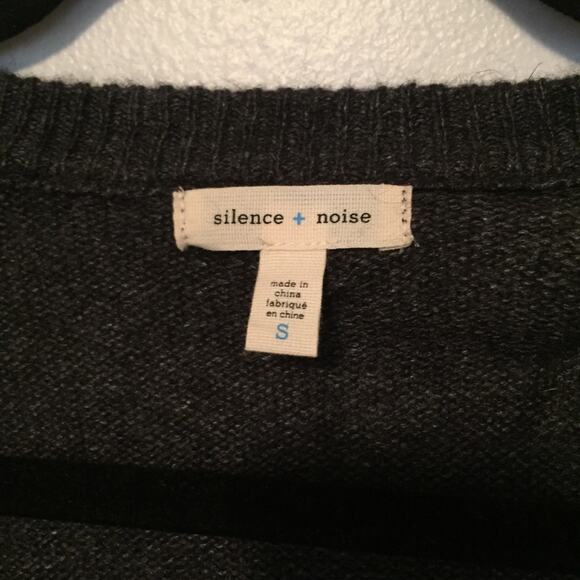 silence + noise
made in
china
fabriqué
en chine
S